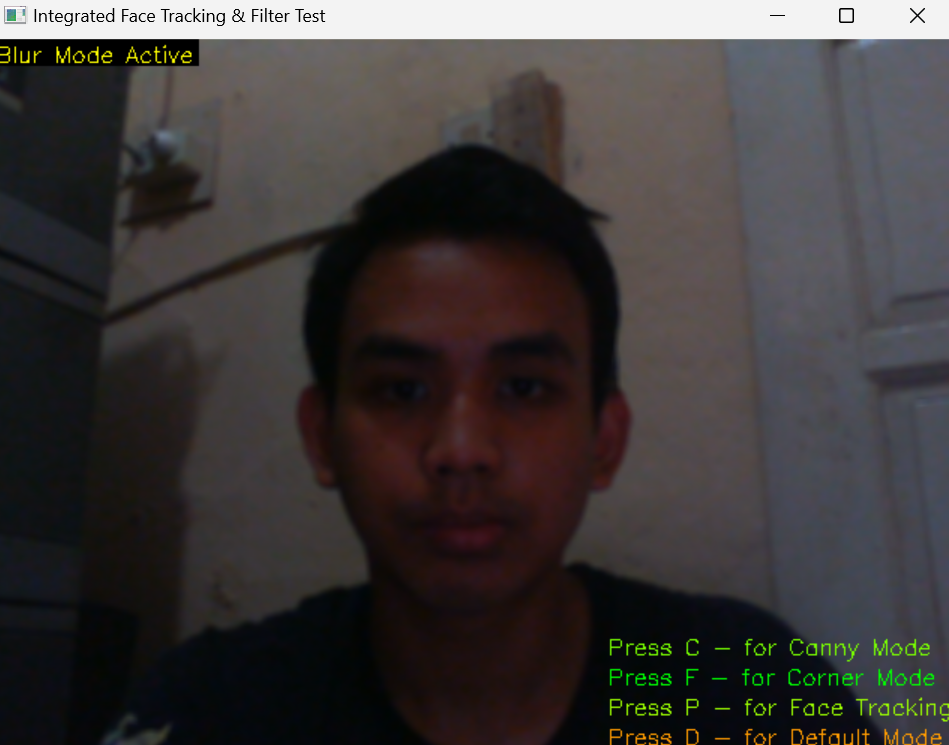 Integrated Face Tracking & Filter Test
Blur Mode Active
Press C - for Canny Mode
Press F - for Corner Mode
Press P - for Face Tracking
Press D - for Default Mode